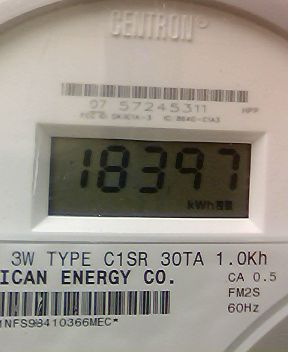 CENTRON®
07 57245311 HPP
18397
kWh
3W TYPE C1SR 30TA 1.0Kh
ICAN ENERGY CO. CA 0.5
FM2S
60Hz